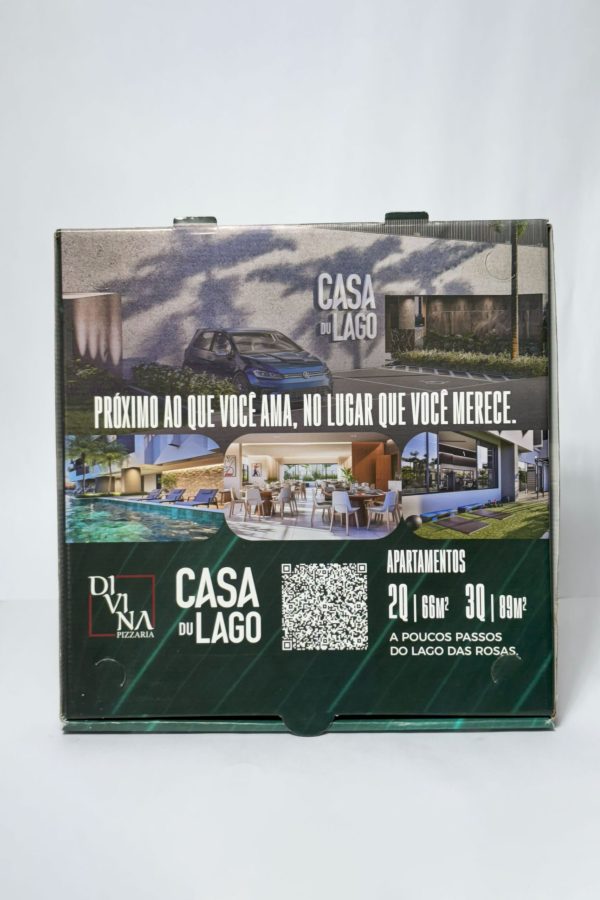 CASA
DU LAGO
PRÓXIMO AO QUE VOCÊ AMA, NO LUGAR QUE VOCÊ MERECE.
DI
VI
NA
PIZZARIA
CASA
DU LAGO
APARTAMENTOS
2Q | 66M² 3Q | 89M²
A POUCOS PASSOS
DO LAGO DAS ROSAS.